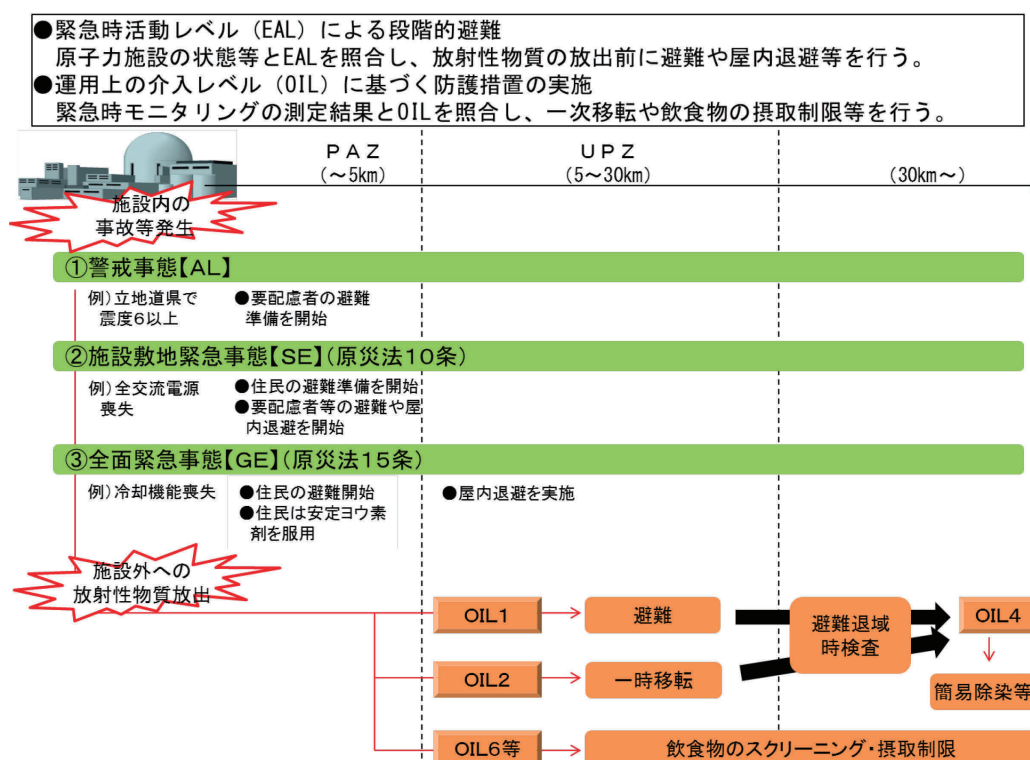 ●緊急時活動レベル（EAL）による段階的避難
原子力施設の状態等とEALを照合し、放射性物質の放出前に避難や屋内退避等を行う。
●運用上の介入レベル（OIL）に基づく防護措置の実施
緊急時モニタリングの測定結果とOILを照合し、一次移転や飲食物の摂取制限等を行う。
PAZ
(～5km)
UPZ
(5～30km)
(30km～)
施設内の
事故等発生
①警戒事態【AL】
例)立地道県で
震度6以上
●要配慮者の避難
準備を開始
②施設敷地緊急事態【SE】(原災法10条)
例)全交流電源
喪失
●住民の避難準備を開始
●要配慮者等の避難や屋
内退避を開始
③全面緊急事態【GE】(原災法15条)
例)冷却機能喪失
●住民の避難開始
●住民は安定ヨウ素
剤を服用
●屋内退避を実施
施設外への
放射性物質放出
OIL1
避難
避難退域
時検査
OIL4
OIL2
一時移転
簡易除染等
OIL6等
飲食物のスクリーニング・摂取制限